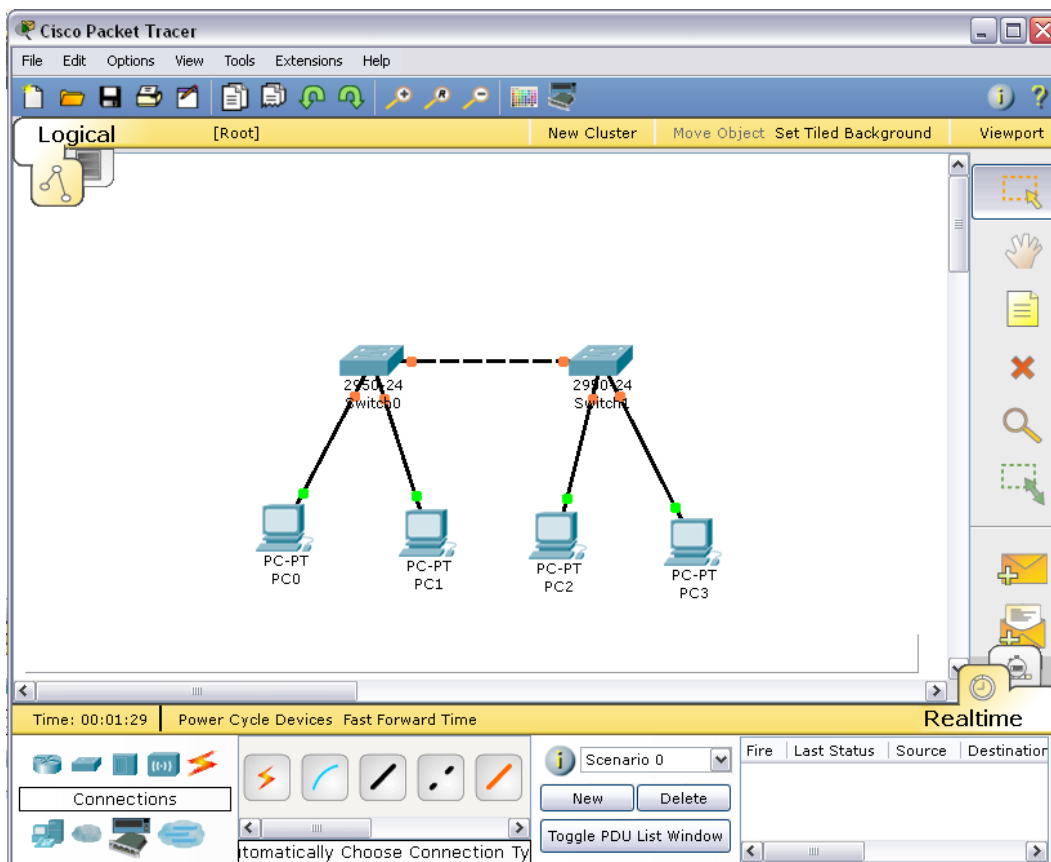 Cisco Packet Tracer
File Edit Options View Tools Extensions Help
Logical [Root] New Cluster Move Object Set Tiled Background Viewport
2950-24
Switch0
2950-24
Switch1
PC-PT
PC0
PC-PT
PC1
PC-PT
PC2
PC-PT
PC3
Time: 00:01:29 Power Cycle Devices Fast Forward Time Realtime
Connections
tomatically Choose Connection Ty
Scenario 0
New Delete
Toggle PDU List Window
Fire Last Status Source Destination